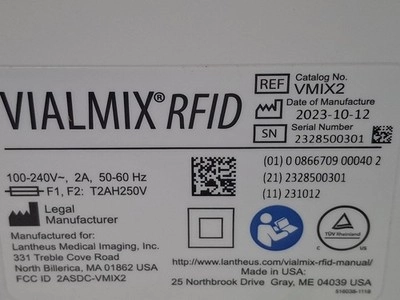 VIALMIX® RFID
REF
Catalog No.
VMIX2
Date of Manufacture
2023-10-12
SN
Serial Number
2328500301
100-240V~, 2A, 50-60 Hz
F1, F2: T2AH250V
(01) 0 0866709 00040 2
(21) 2328500301
(11) 231012
Legal
Manufacturer
Manufactured for:
Lantheus Medical Imaging, Inc.
331 Treble Cove Road
North Billerica, MA 01862 USA
FCC ID 2ASDC-VMIX2
TÜVRheinland
C US
https://www.lantheus.com/vialmix-rfid-manual/
Made in USA
25 Northbrook Drive, Gray, ME 04039 USA